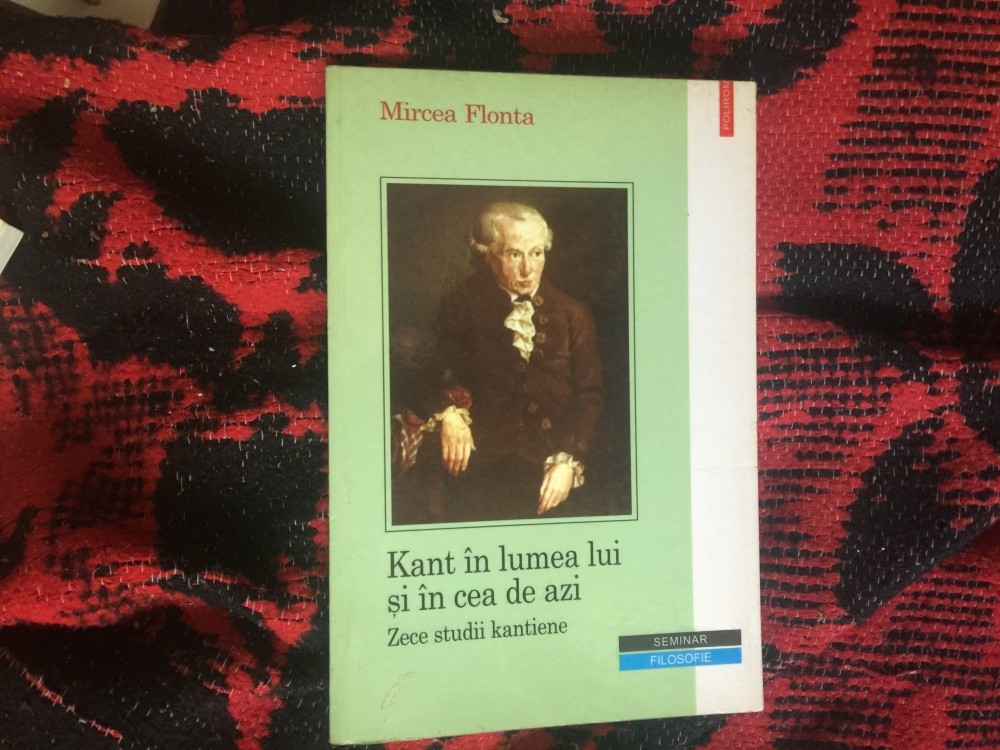 Mircea Flonta
POLIROM
Kant în lumea lui
și în cea de azi
Zece studii kantiene
SEMINAR
FILOSOFIE